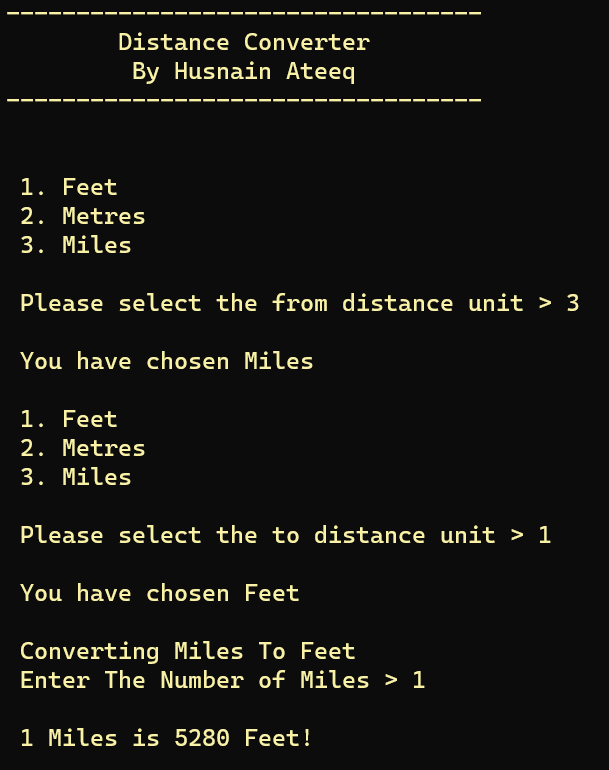 ----------------------------------
Distance Converter
By Husnain Ateeq
----------------------------------
1. Feet
2. Metres
3. Miles
Please select the from distance unit > 3
You have chosen Miles
1. Feet
2. Metres
3. Miles
Please select the to distance unit > 1
You have chosen Feet
Converting Miles To Feet
Enter The Number of Miles > 1
1 Miles is 5280 Feet!